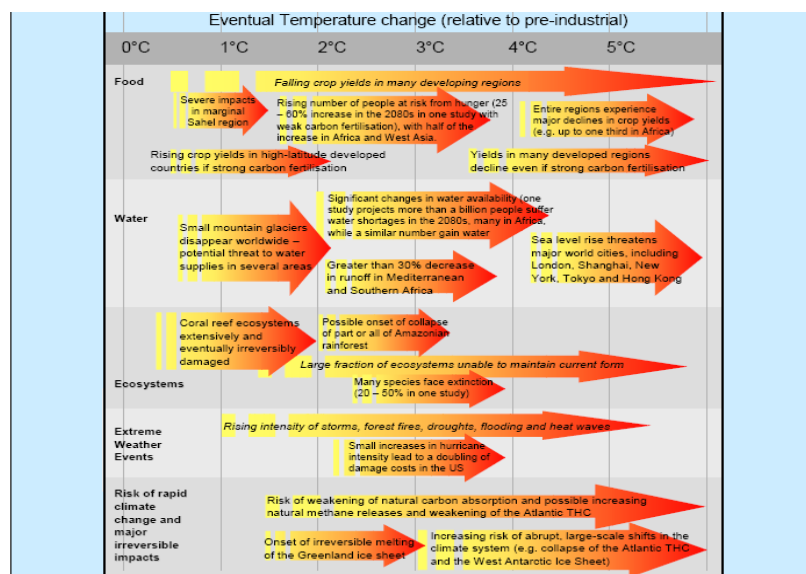 Eventual Temperature change (relative to pre-industrial)
0°C 1°C 2°C 3°C 4°C 5°C
Food
Falling crop yields in many developing regions
Severe impacts
in marginal
Sahel region
Rising number of people at risk from hunger (25
– 60% increase in the 2080s in one study with
weak carbon fertilisation), with half of the
increase in Africa and West Asia.
Entire regions experience
major declines in crop yields
(e.g. up to one third in Africa)
Rising crop yields in high-latitude developed
countries if strong carbon fertilisation
Yields in many developed regions
decline even if strong carbon fertilisation
Water
Small mountain glaciers
disappear worldwide –
potential threat to water
supplies in several areas
Significant changes in water availability (one
study projects more than a billion people suffer
water shortages in the 2080s, many in Africa,
while a similar number gain water
Greater than 30% decrease
in runoff in Mediterranean
and Southern Africa
Sea level rise threatens
major world cities, including
London, Shanghai, New
York, Tokyo and Hong Kong
Ecosystems
Coral reef ecosystems
extensively and
eventually irreversibly
damaged
Possible onset of collapse
of part or all of Amazonian
rainforest
Large fraction of ecosystems unable to maintain current form
Many species face extinction
(20 – 50% in one study)
Extreme
Weather
Events
Rising intensity of storms, forest fires, droughts, flooding and heat waves
Small increases in hurricane
intensity lead to a doubling of
damage costs in the US
Risk of rapid
climate
change and
major
irreversible
impacts
Risk of weakening of natural carbon absorption and possible increasing
natural methane releases and weakening of the Atlantic THC
Onset of irreversible melting
of the Greenland ice sheet
Increasing risk of abrupt, large-scale shifts in the
climate system (e.g. collapse of the Atlantic THC
and the West Antarctic Ice Sheet)